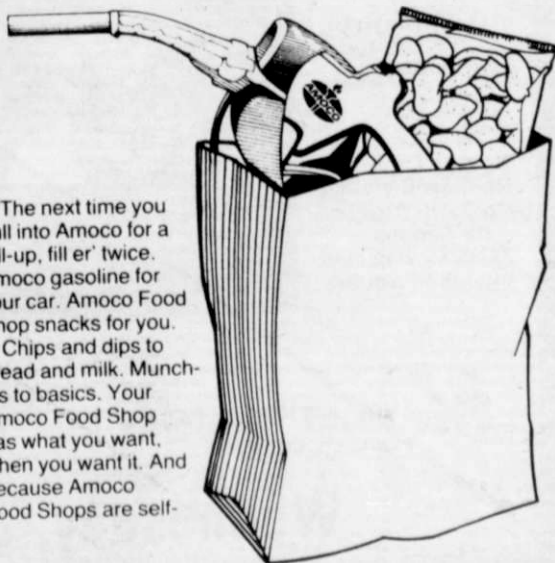 AMOCO
The next time you
ull into Amoco for a
ll-up, fill er' twice.
moco gasoline for
our car. Amoco Food
hop snacks for you.
Chips and dips to
ead and milk. Munch-
s to basics. Your
moco Food Shop
as what you want,
hen you want it. And
ecause Amoco
ood Shops are self-